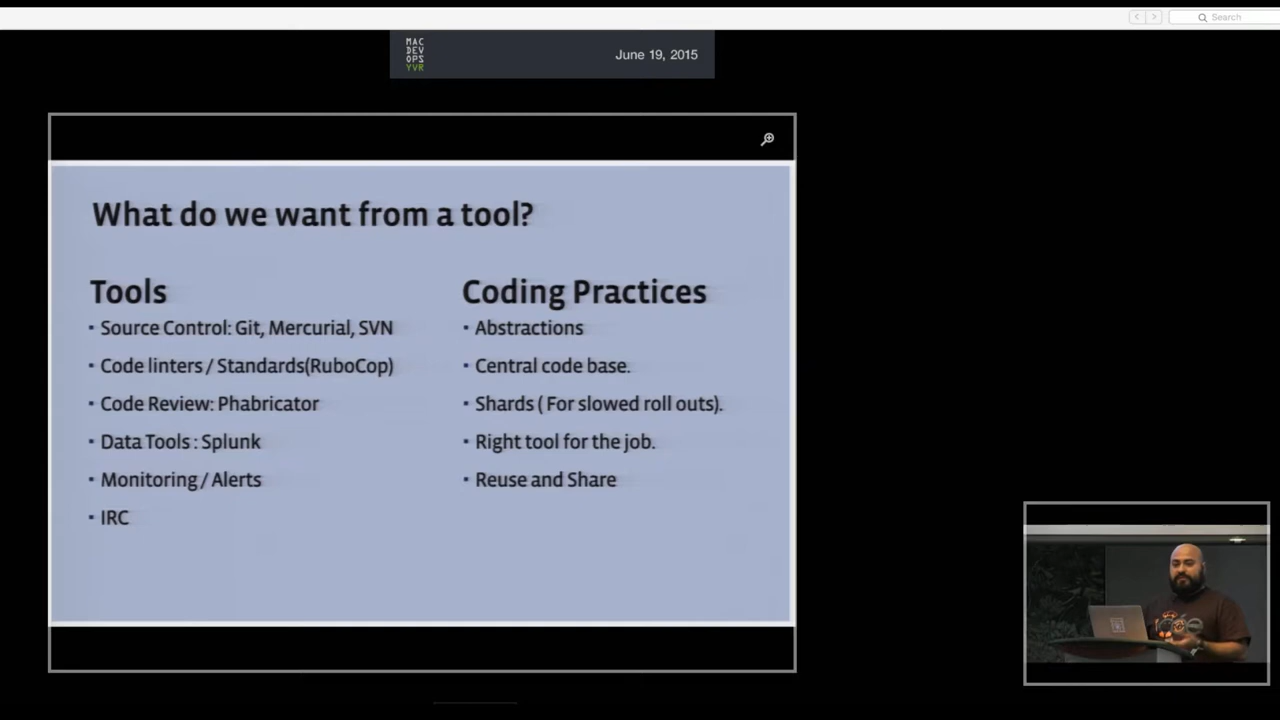 Search
MAC
DEV
OPS
YVR
June 19, 2015
What do we want from a tool?
Tools
• Source Control: Git, Mercurial, SVN
• Code linters / Standards(RuboCop)
• Code Review: Phabricator
• Data Tools : Splunk
• Monitoring / Alerts
• IRC
Coding Practices
• Abstractions
• Central code base.
• Shards ( For slowed roll outs).
• Right tool for the job.
• Reuse and Share